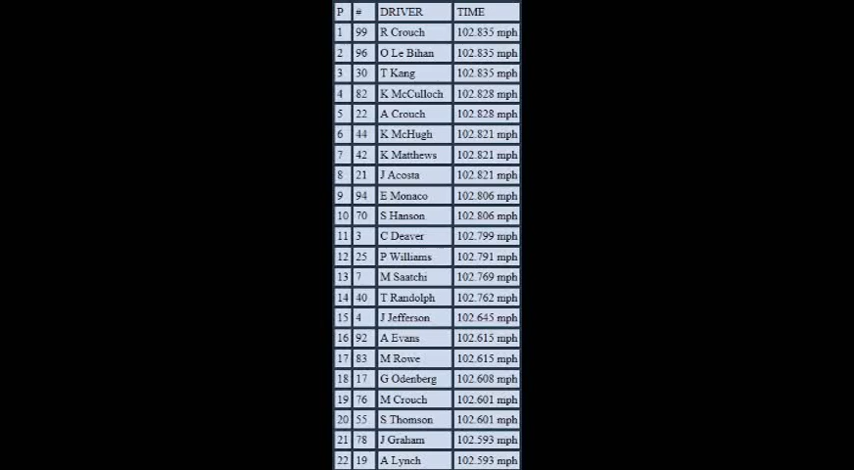 P # DRIVER TIME
1 99 R Crouch 102.835 mph
2 96 O Le Bihan 102.835 mph
3 30 T Kang 102.835 mph
4 82 K McCulloch 102.828 mph
5 22 A Crouch 102.828 mph
6 44 K McHugh 102.821 mph
7 42 K Matthews 102.821 mph
8 21 J Acosta 102.821 mph
9 94 E Monaco 102.806 mph
10 70 S Hanson 102.806 mph
11 3 C Deaver 102.799 mph
12 25 P Williams 102.791 mph
13 7 M Saatchi 102.769 mph
14 40 T Randolph 102.762 mph
15 4 J Jefferson 102.645 mph
16 92 A Evans 102.615 mph
17 83 M Rowe 102.615 mph
18 17 G Odenberg 102.608 mph
19 76 M Crouch 102.601 mph
20 55 S Thomson 102.601 mph
21 78 J Graham 102.593 mph
22 19 A Lynch 102.593 mph